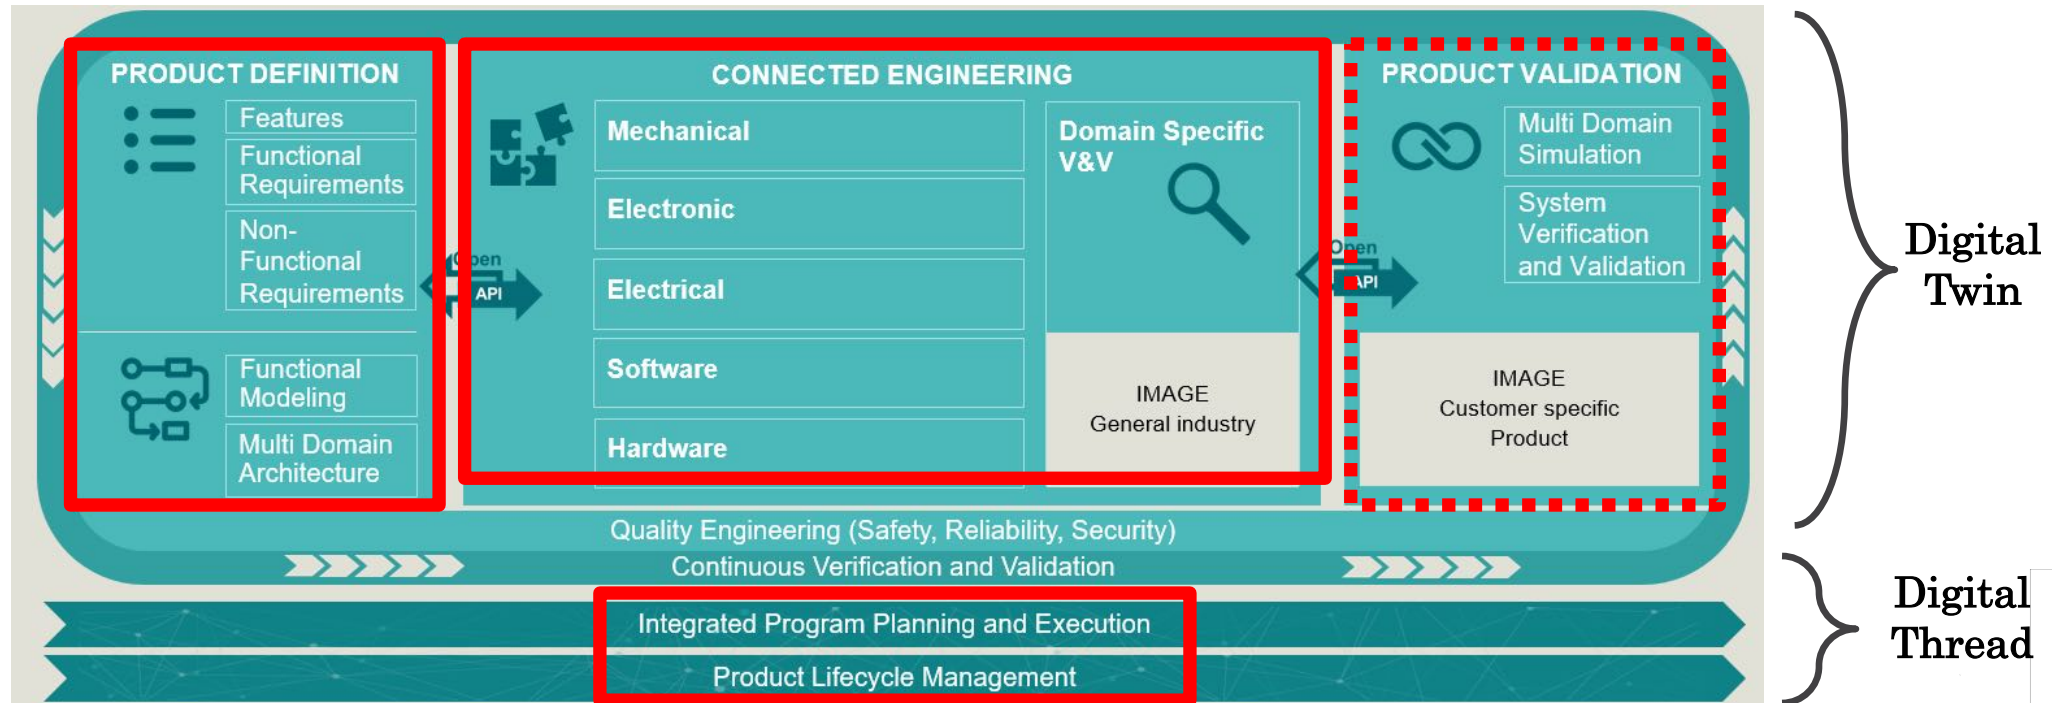 PRODUCT DEFINITION
Features
Functional
Requirements
Non-
Functional
Requirements
Functional
Modeling
Multi Domain
Architecture
Open
API
CONNECTED ENGINEERING
Mechanical
Electronic
Electrical
Software
Hardware
Domain Specific
V&V
IMAGE
General industry
Open
API
PRODUCT VALIDATION
Multi Domain
Simulation
System
Verification
and Validation
IMAGE
Customer specific
Product
Quality Engineering (Safety, Reliability, Security)
Continuous Verification and Validation
Integrated Program Planning and Execution
Product Lifecycle Management
Digital
Twin
Digital
Thread